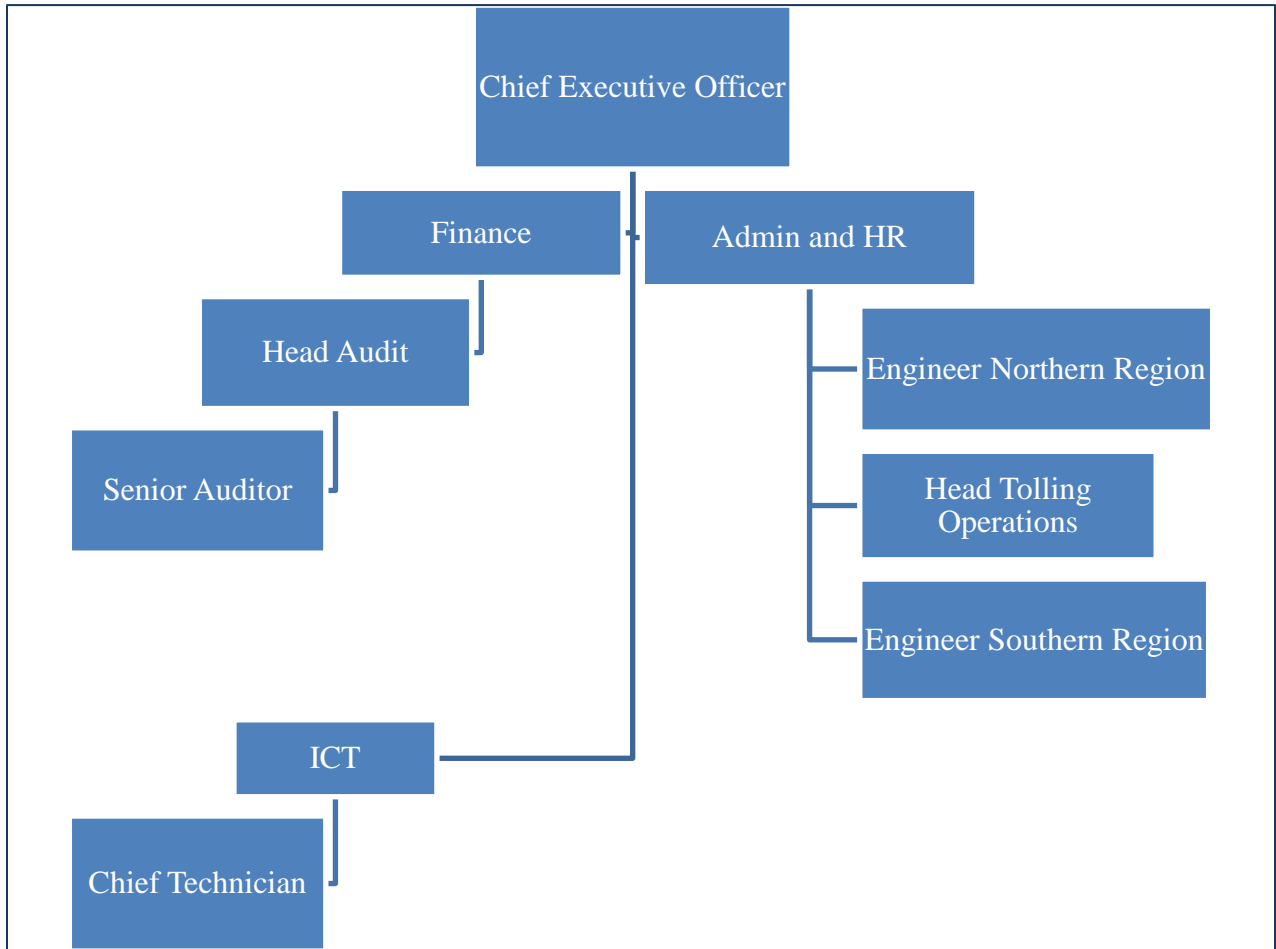 Chief Executive Officer
Finance
Admin and HR
Head Audit
Engineer Northern Region
Senior Auditor
Head Tolling
Operations
Engineer Southern Region
ICT
Chief Technician